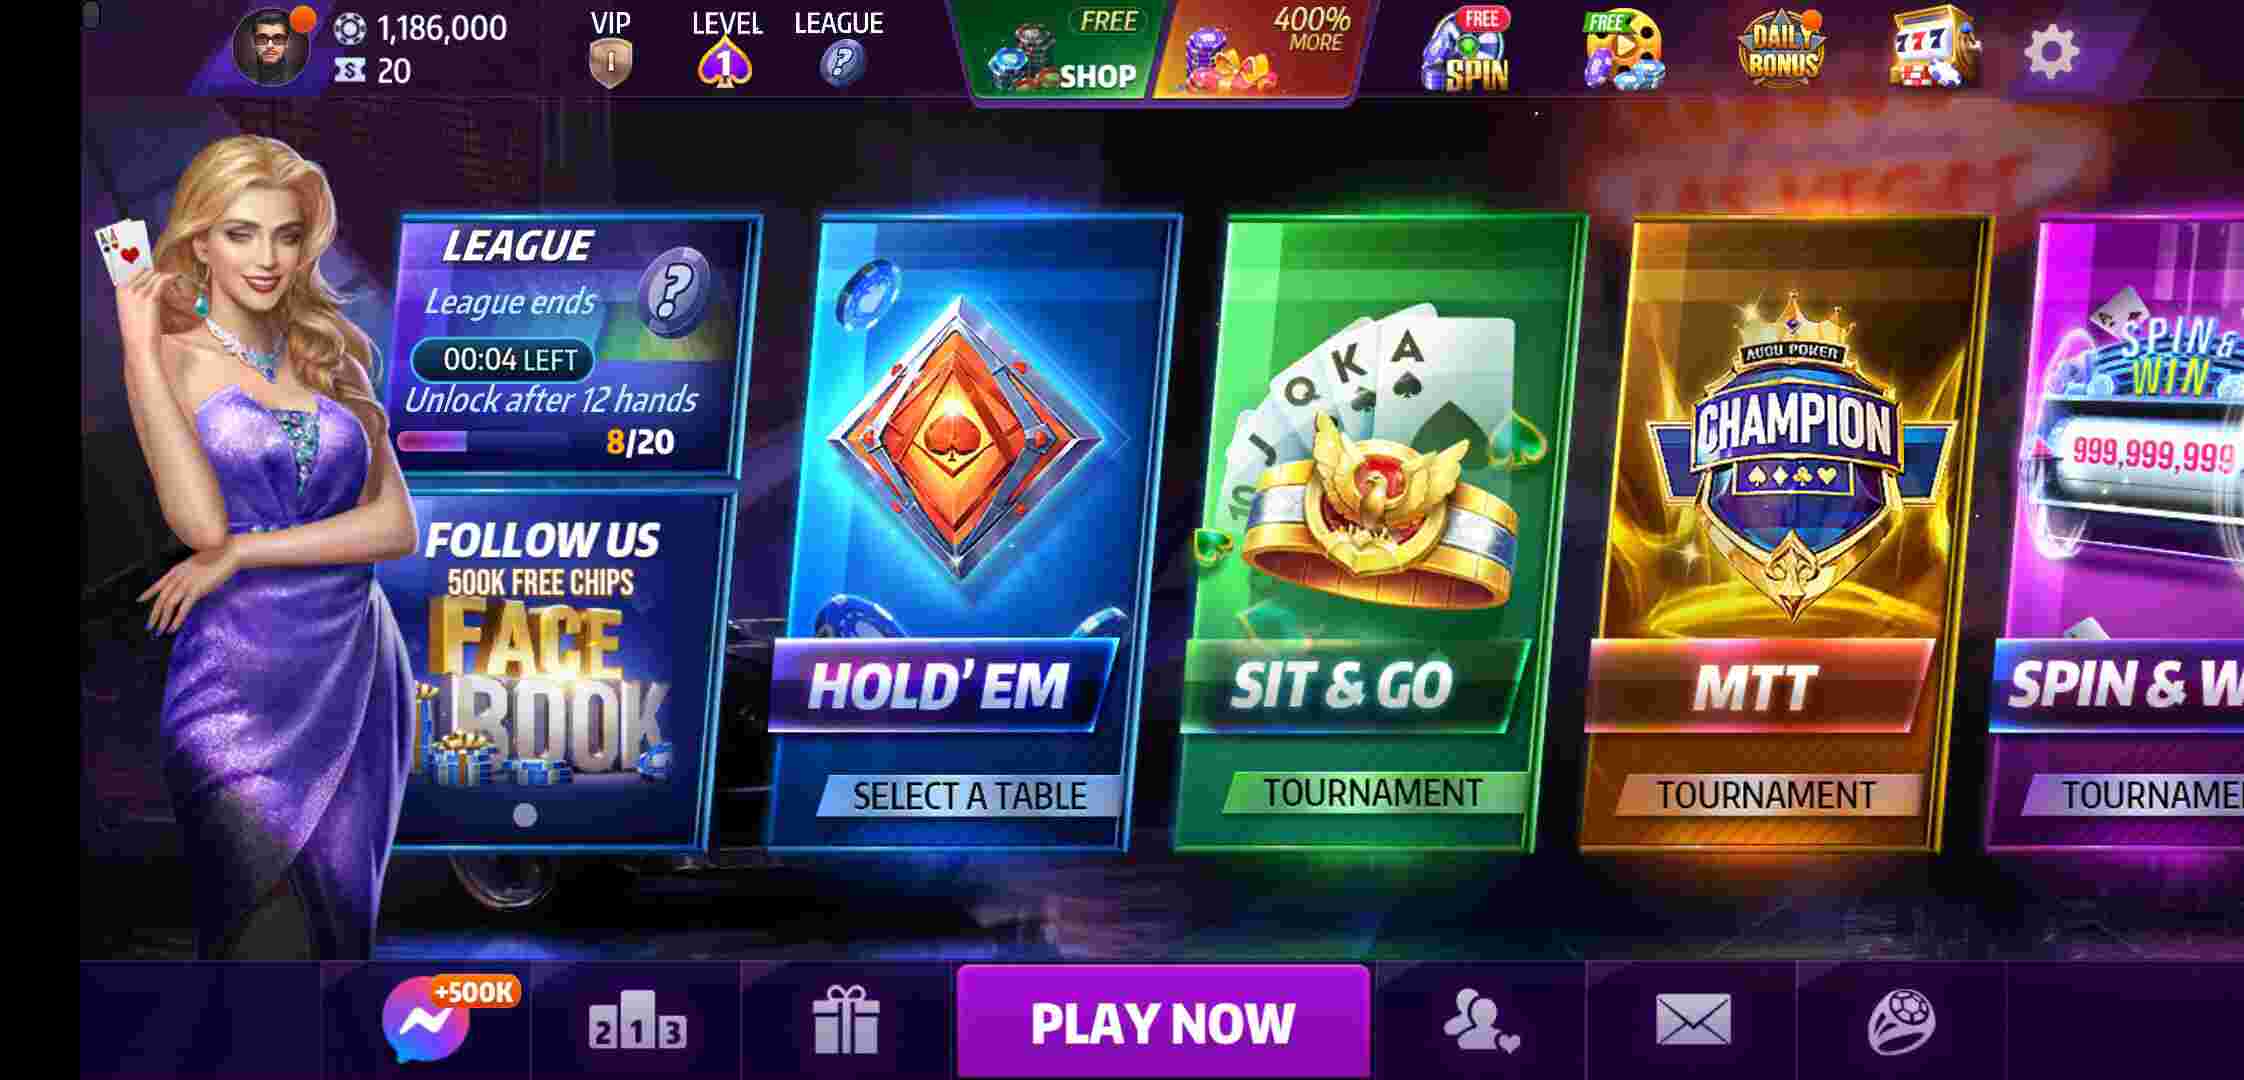 1,186,000
$ 20
VIP
1
LEVEL
1
LEAGUE
?
FREE
SHOP
400%
MORE
FREE
SPIN
FREE
DAILY
BONUS
777
A A
LEAGUE
?
League ends
00:04 LEFT
Unlock after 12 hands
8/20
FOLLOW US
500K FREE CHIPS
FACE
BOOK
HOLD' EM
SELECT A TABLE
10 J Q K A
SIT & GO
TOURNAMENT
AUGU POKER
CHAMPION
MTT
TOURNAMENT
SPIN &
WIN
999,999,999
SPIN & W
TOURNAME
+500K
2 1 3
PLAY NOW